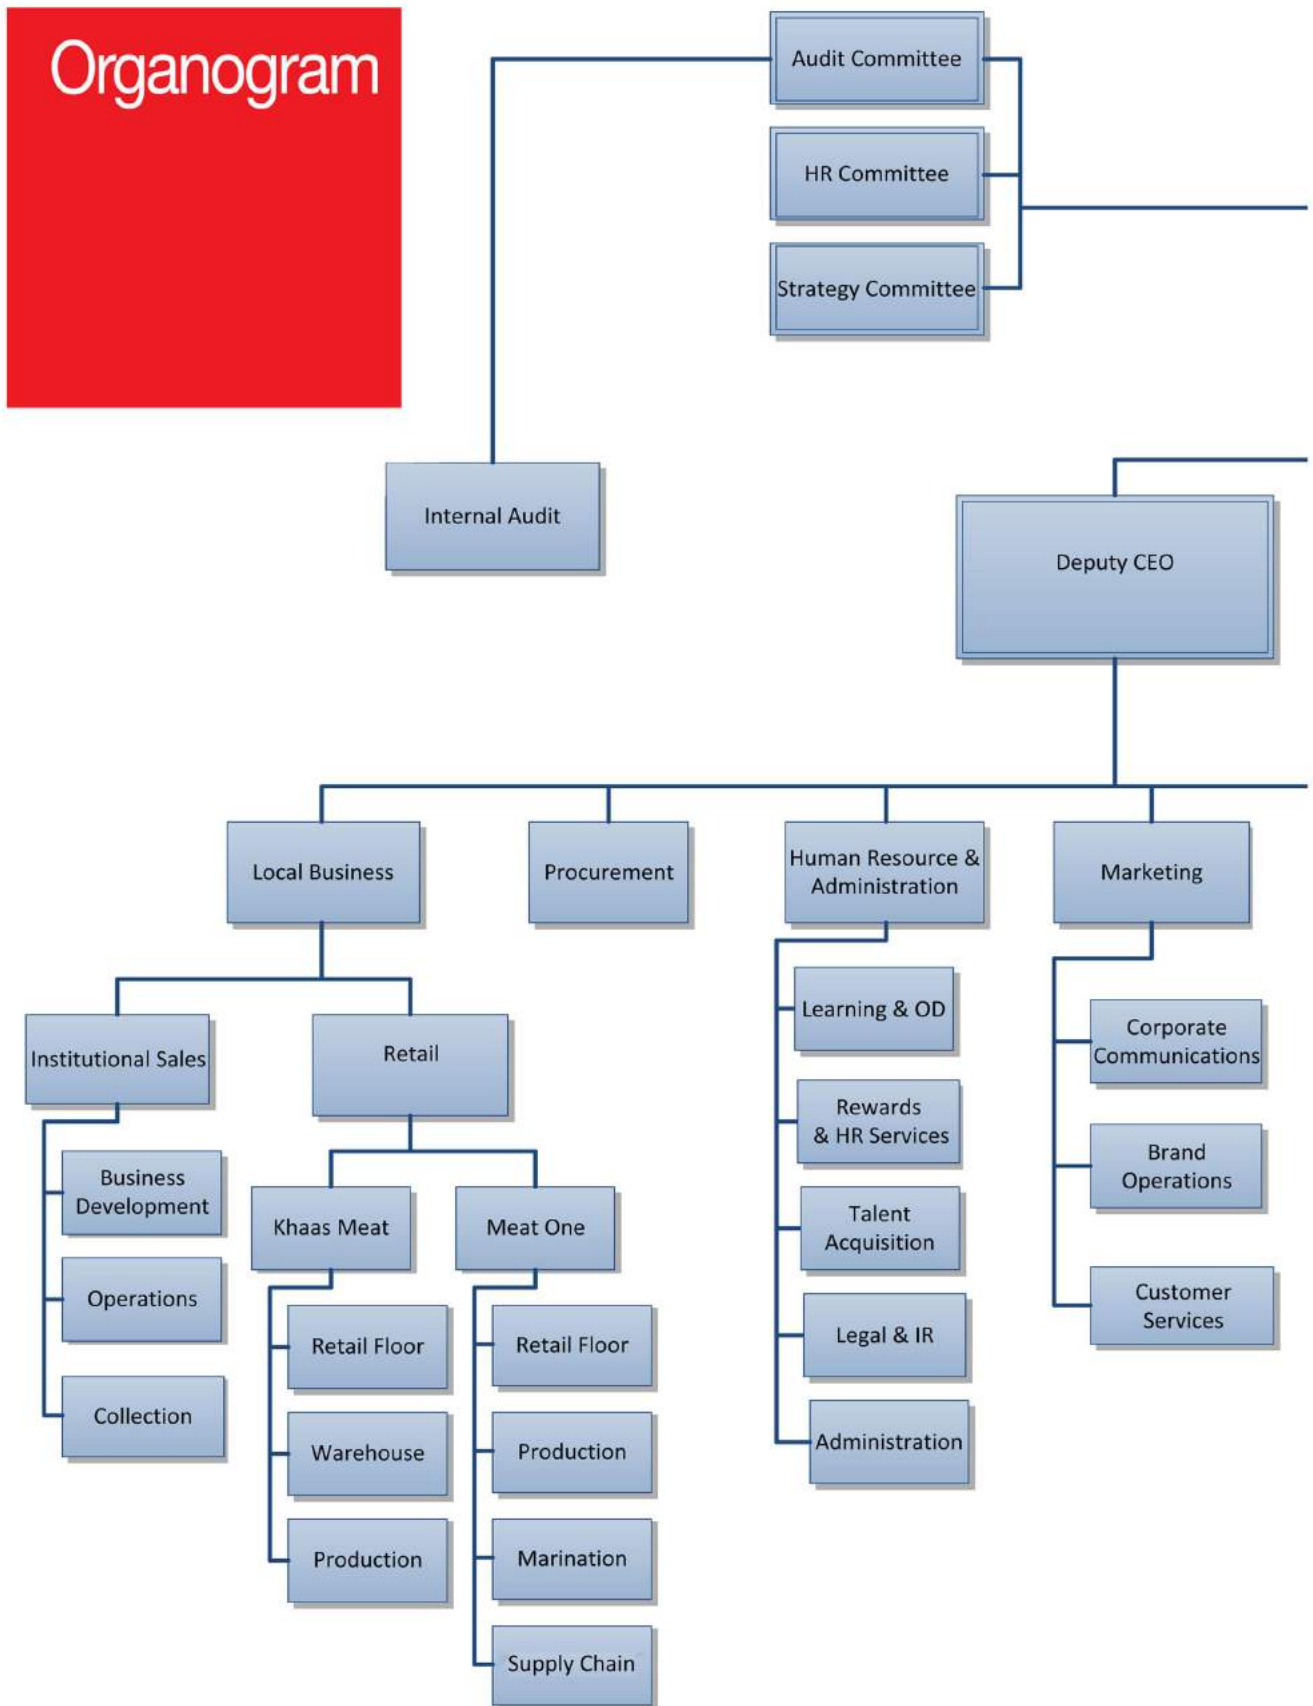 Organogram
Audit Committee
HR Committee
Strategy Committee
Internal Audit
Deputy CEO
Local Business
Procurement
Human Resource &
Administration
Marketing
Institutional Sales
Business
Development
Operations
Collection
Retail
Khaas Meat
Retail Floor
Warehouse
Production
Meat One
Retail Floor
Production
Marination
Supply Chain
Learning & OD
Rewards
& HR Services
Talent
Acquisition
Legal & IR
Administration
Corporate
Communications
Brand
Operations
Customer
Services